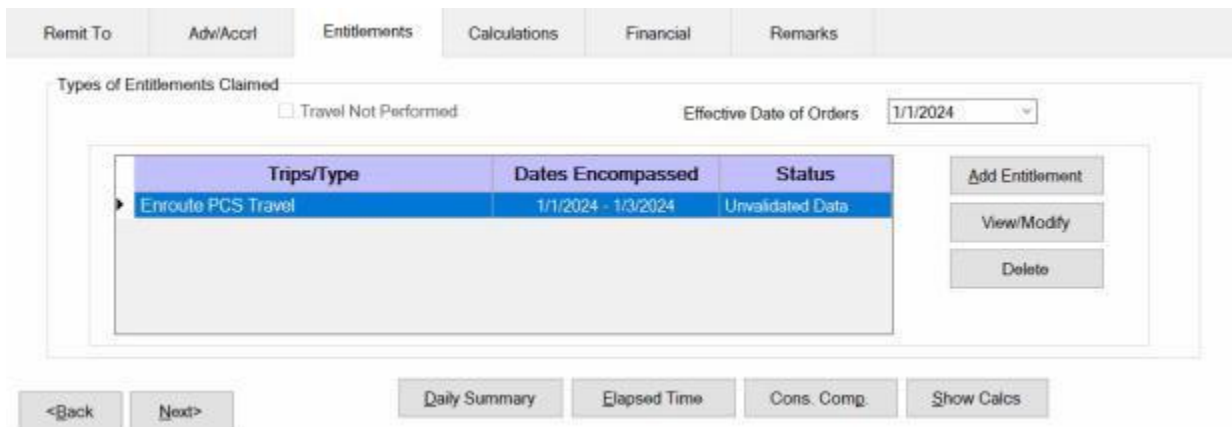 Remit To Adv/Accrl Entitlements Calculations Financial Remarks
Types of Entitlements Claimed
Travel Not Performed Effective Date of Orders 1/1/2024
Trips/Type Dates Encompassed Status Add Entitlement
Enroute PCS Travel 1/1/2024 - 1/3/2024 Unvalidated Data
View/Modify
Delete
Daily Summary Elapsed Time Cons. Comp. Show Calcs
<Back Next>